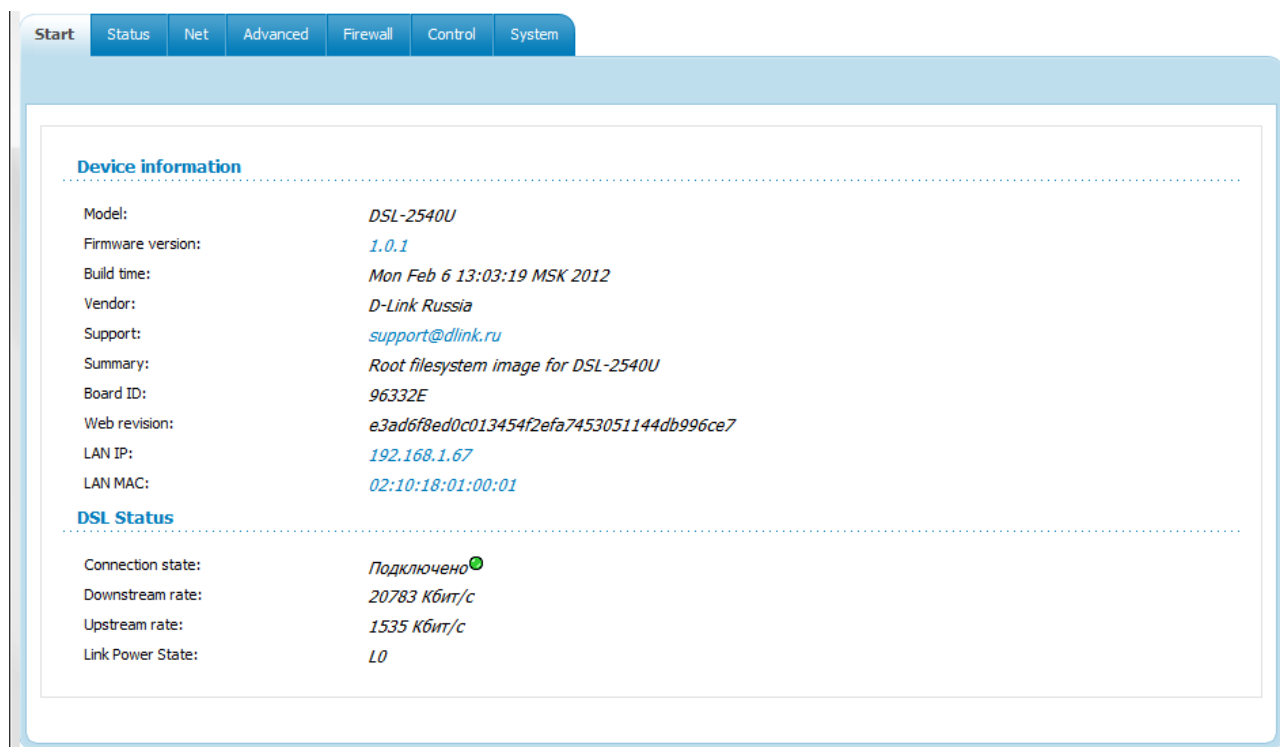 Start Status Net Advanced Firewall Control System
Device information
Model: DSL-2540U
Firmware version: 1.0.1
Build time: Mon Feb 6 13:03:19 MSK 2012
Vendor: D-Link Russia
Support: support@dlink.ru
Summary: Root filesystem image for DSL-2540U
Board ID: 96332E
Web revision: e3ad6f8ed0c013454f2efa7453051144db996ce7
LAN IP: 192.168.1.67
LAN MAC: 02:10:18:01:00:01
DSL Status
Connection state: Подключено
Downstream rate: 20783 Кбит/с
Upstream rate: 1535 Кбит/с
Link Power State: L0